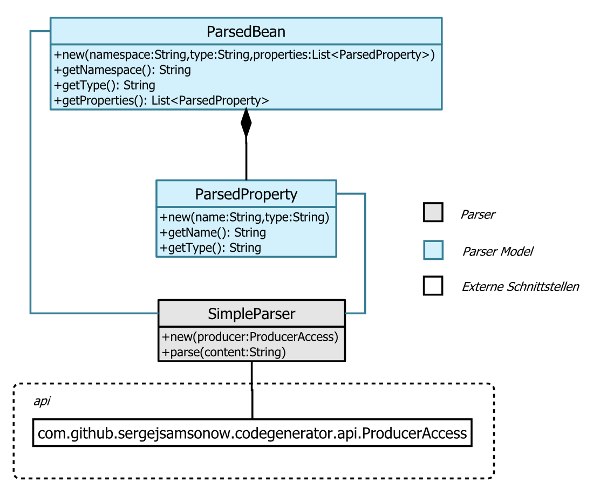 ParsedBean
+new(namespace:String,type:String,properties:List<ParsedProperty>)
+getNamespace(): String
+getType(): String
+getProperties(): List<ParsedProperty>
ParsedProperty
+new(name:String,type:String)
+getName(): String
+getType(): String
Parser
Parser Model
Externe Schnittstellen
SimpleParser
+new(producer:ProducerAccess)
+parse(content:String)
api
com.github.sergejsamsonow.codegenerator.api.ProducerAccess